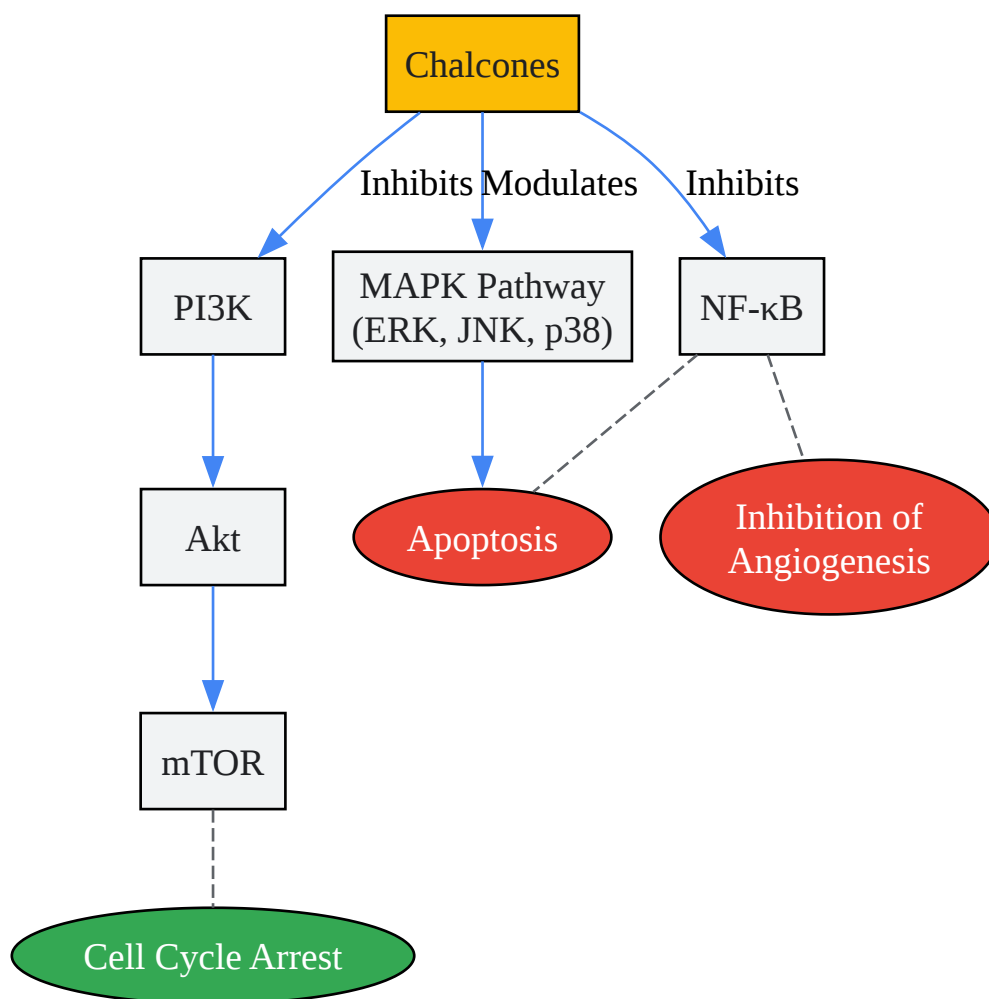 Chalcones
Inhibits
Modulates
Inhibits
PI3K
MAPK Pathway
(ERK, JNK, p38)
NF-κB
Akt
Apoptosis
Inhibition of
Angiogenesis
mTOR
Cell Cycle Arrest